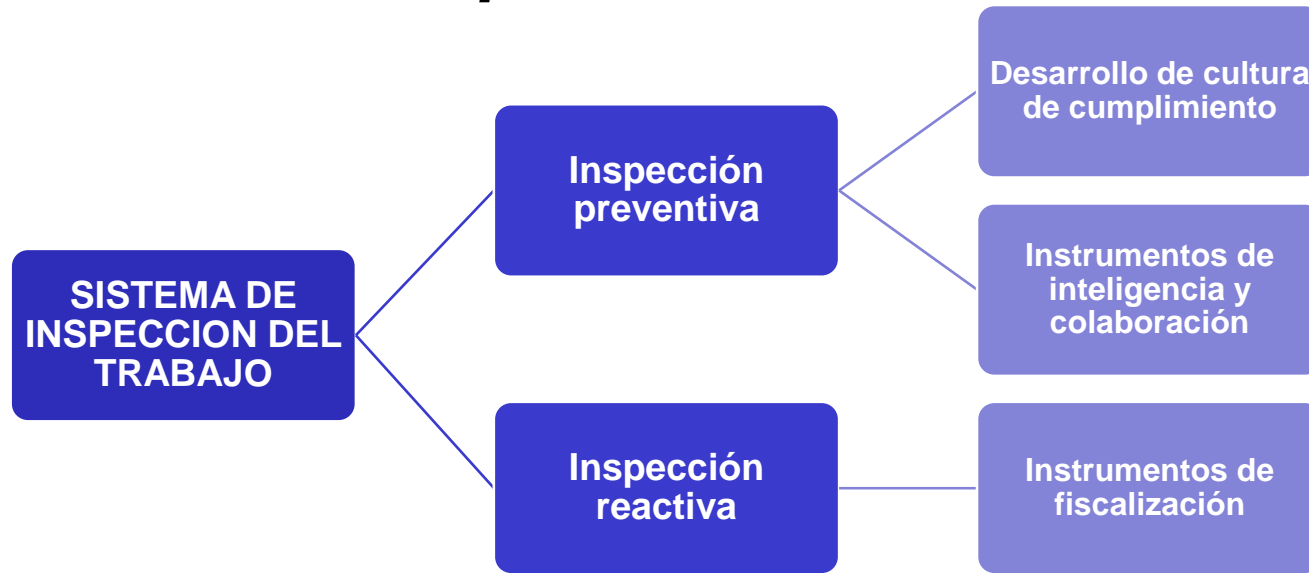 SISTEMA DE
INSPECCION DEL
TRABAJO
Inspección
preventiva
Desarrollo de cultura
de cumplimiento
Instrumentos de
inteligencia y
colaboración
Inspección
reactiva
Instrumentos de
fiscalización